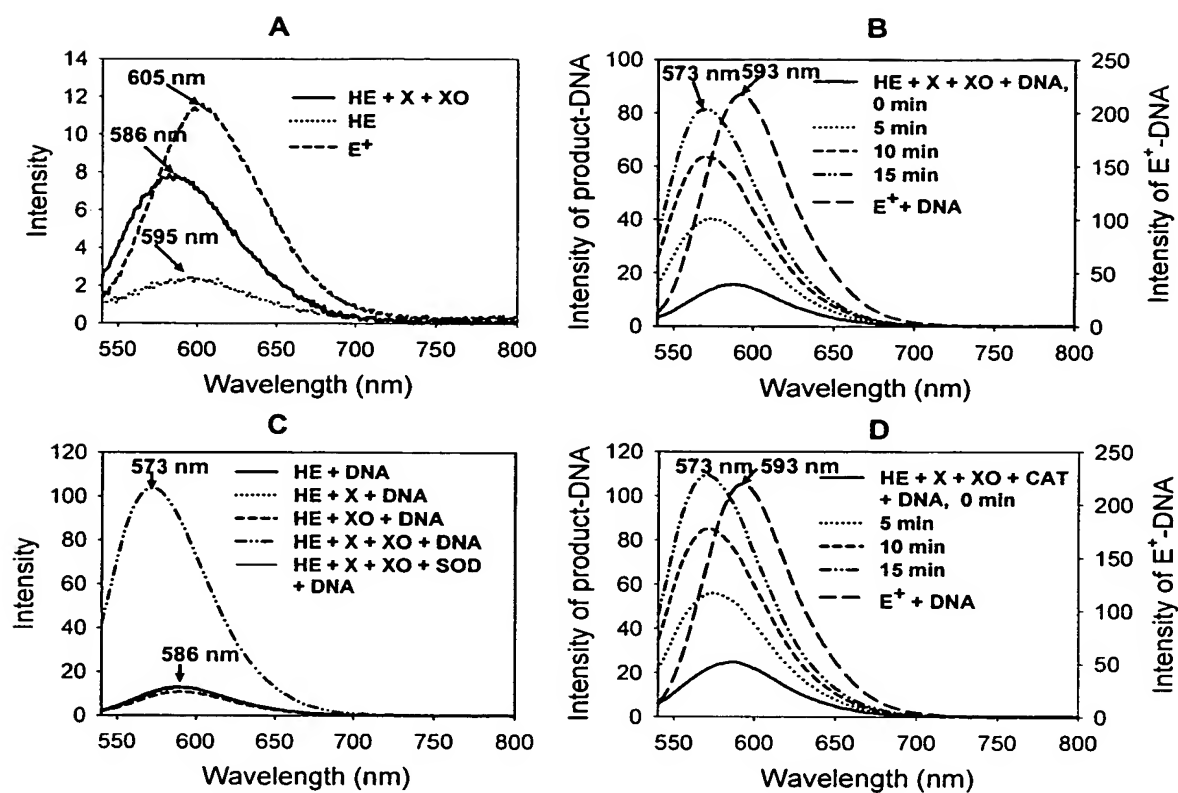 A
14
12
10
8
6
4
2
0
Intensity
605 nm
586 nm
595 nm
HE + X + XO
HE
E+
550 600 650 700 750 800
Wavelength (nm)
B
100
80
60
40
20
0
Intensity of product-DNA
573 nm 593 nm
HE + X + XO + DNA,
0 min
5 min
10 min
15 min
E+ + DNA
250
200
150
100
50
0
Intensity of E+-DNA
550 600 650 700 750 800
Wavelength (nm)
C
120
100
80
60
40
20
0
Intensity
573 nm
586 nm
HE + DNA
HE + X + DNA
HE + XO + DNA
HE + X + XO + DNA
HE + X + XO + SOD
+ DNA
550 600 650 700 750 800
Wavelength (nm)
D
120
100
80
60
40
20
0
Intensity of product-DNA
573 nm 593 nm
HE + X + XO + CAT
+ DNA, 0 min
5 min
10 min
15 min
E+ + DNA
250
200
150
100
50
0
Intensity of E+-DNA
550 600 650 700 750 800
Wavelength (nm)